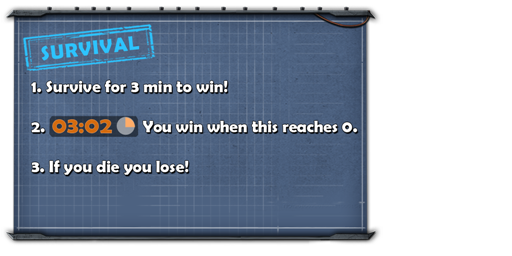 SURVIVAL
1. Survive for 3 min to win!
2. 03:02 You win when this reaches 0.
3. If you die you lose!